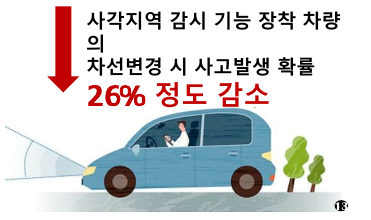 사각지역 감시 기능 장착 차량
의
차선변경 시 사고발생 확률
26% 정도 감소
13